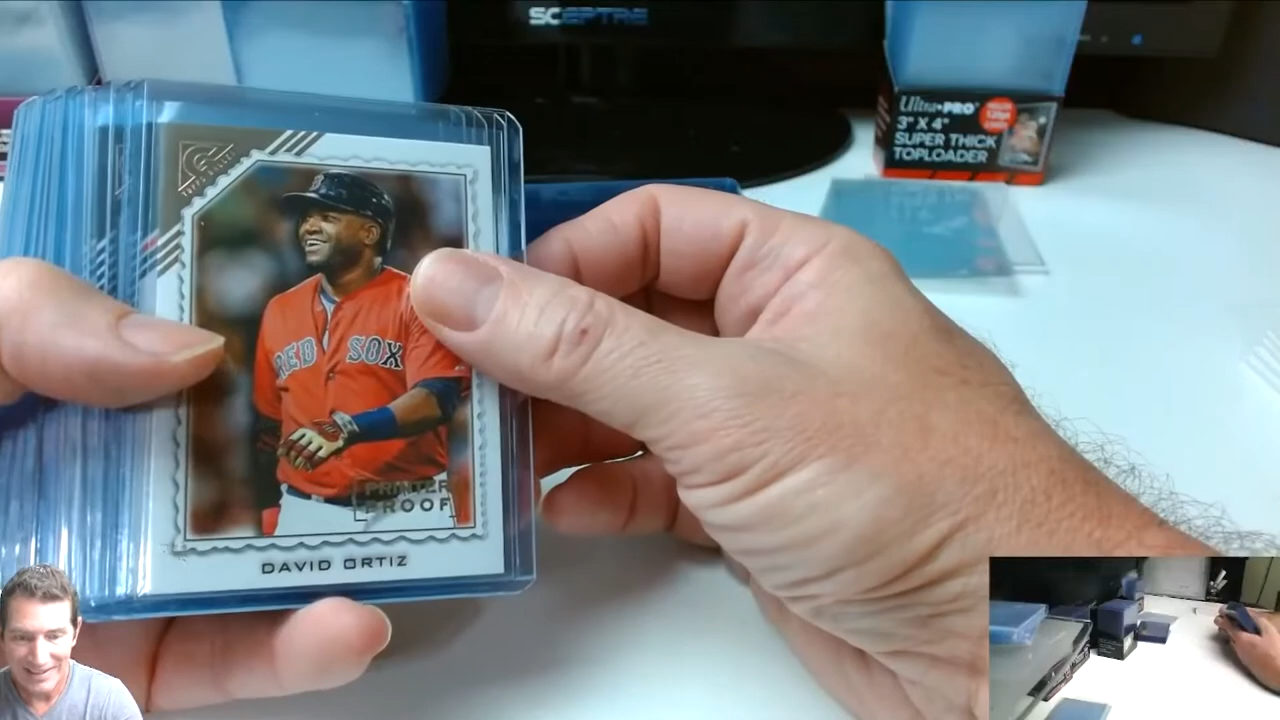 SCEPTRE
Ultra•PRO
3" X 4"
SUPER THICK
TOPLOADER
RED SOX
PRINTER
PROOF
DAVID ORTIZ